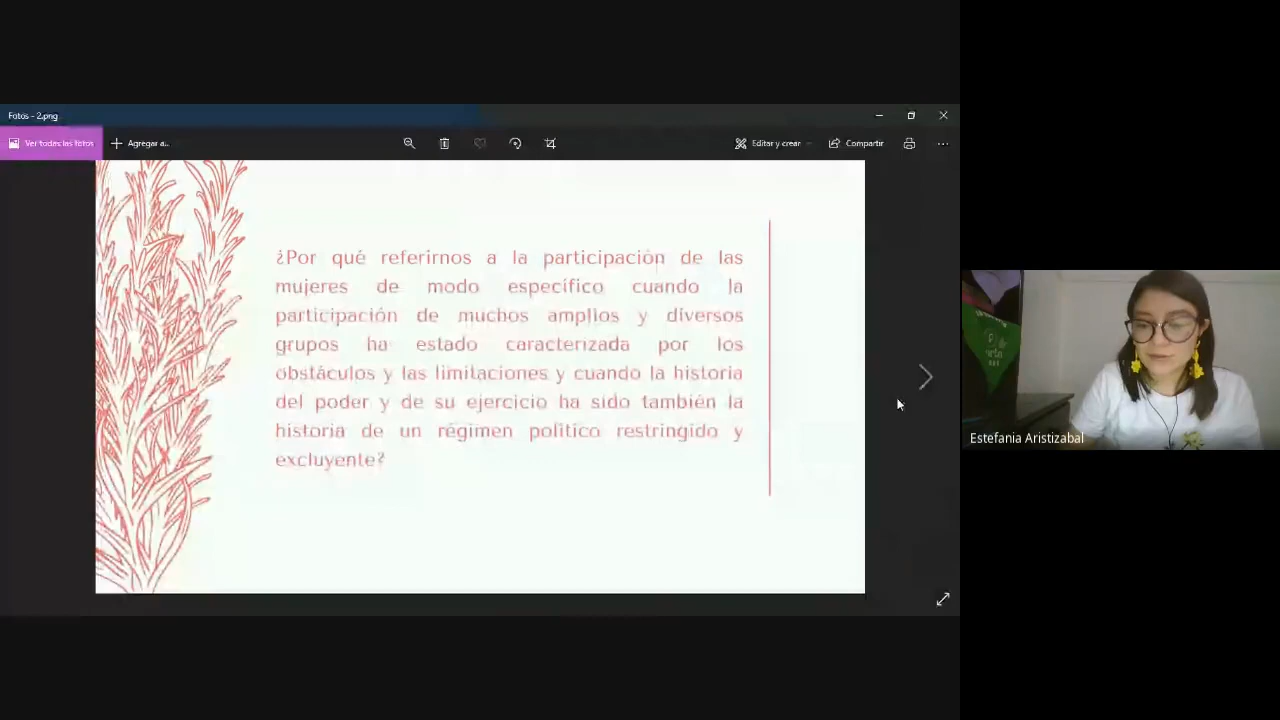 Fotos - 2.png
Ver todas las fotos
Agregar a...
Editar y crear
Compartir
¿Por qué referirnos a la participación de las
mujeres de modo específico cuando la
participación de muchos amplios y diversos
grupos ha estado caracterizada por los
obstáculos y las limitaciones y cuando la historia
del poder y de su ejercicio ha sido también la
historia de un régimen político restringido y
excluyente?
Estefania Aristizabal